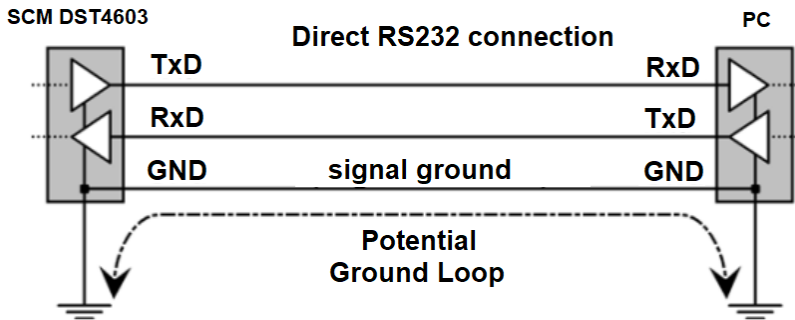 SCM DST4603
PC
Direct RS232 connection
TxD
RxD
RxD
TxD
GND
signal ground
GND
Potential
Ground Loop